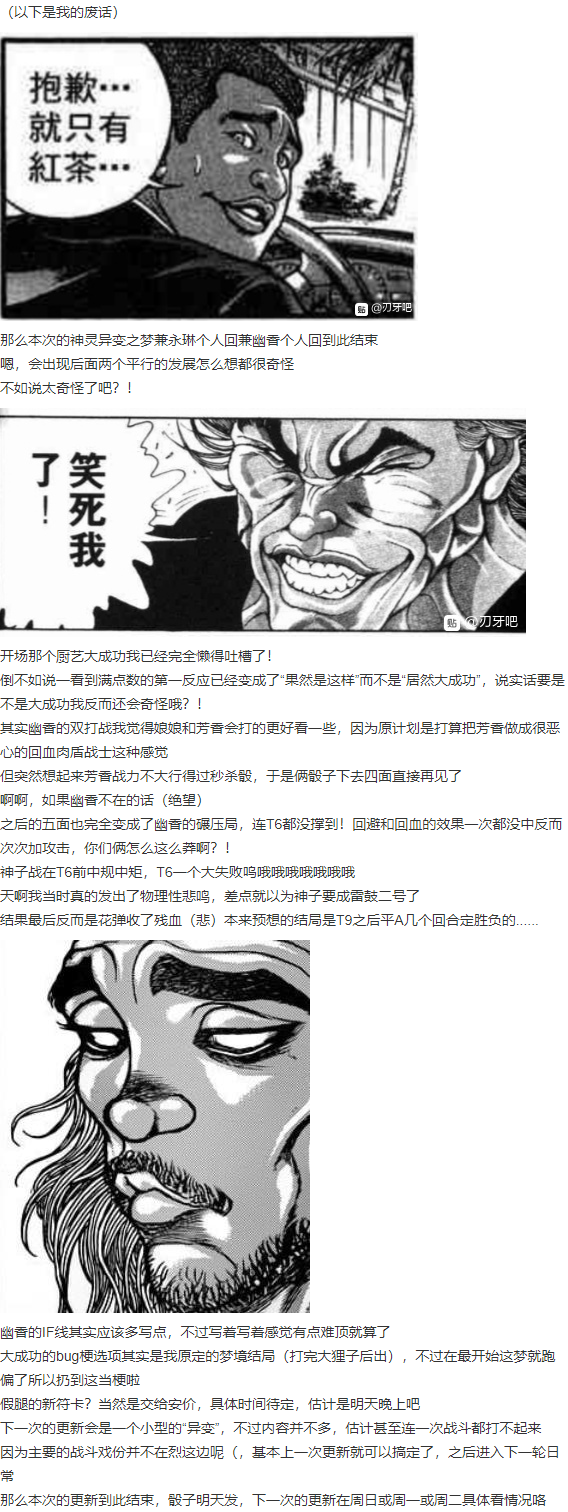 （以下是我的废话）
抱歉…
就只有
紅茶…
贴 @刃牙吧
那么本次的神灵异变之梦兼永琳个人回兼幽香个人回到此结束
嗯，会出现后面两个平行的发展怎么想都很奇怪
不如说太奇怪了吧？！
笑死我
了！
贴 @刃牙吧
开场那个厨艺大成功我已经完全懒得吐槽了！
倒不如说一看到满点数的第一反应已经变成了“果然是这样”而不是“居然大成功”，说实话要是
不是大成功我反而还会奇怪哦？！
其实幽香的双打战我觉得娘娘和芳香会打的更好看一些，因为原计划是打算把芳香做成很恶
心的回血肉盾战士这种感觉
但突然想起来芳香战力不大行得过秒杀骰，于是俩骰子下去四面直接再见了
啊啊，如果幽香不在的话（绝望）
之后的五面也完全变成了幽香的碾压局，连T6都没撑到！回避和回血的效果一次都没中反而
次次加攻击，你们俩怎么这么莽啊？！
神子战在T6前中规中矩，T6一个大失败呜哦哦哦哦哦哦哦
天啊我当时真的发出了物理性悲鸣，差点就以为神子要成雷鼓二号了
结果最后反而是花弹收了残血（悲）本来预想的结局是T9之后平A几个回合定胜负的......
幽香的IF线其实应该多写点，不过写着写着感觉有点难顶就算了
大成功的bug梗选项其实是我原定的梦境结局（打完大狸子后出），不过在最开始这梦就跑
偏了所以扔到这当梗啦
假腿的新符卡？当然是交给安价，具体时间待定，估计是明天晚上吧
下一次的更新会是一个小型的“异变”，不过内容并不多，估计甚至连一次战斗都打不起来
因为主要的战斗戏份并不在烈这边呢（，基本上一次更新就可以搞定了，之后进入下一轮日
常
那么本次的更新到此结束，骰子明天发，下一次的更新在周日或周一或周二具体看情况咯